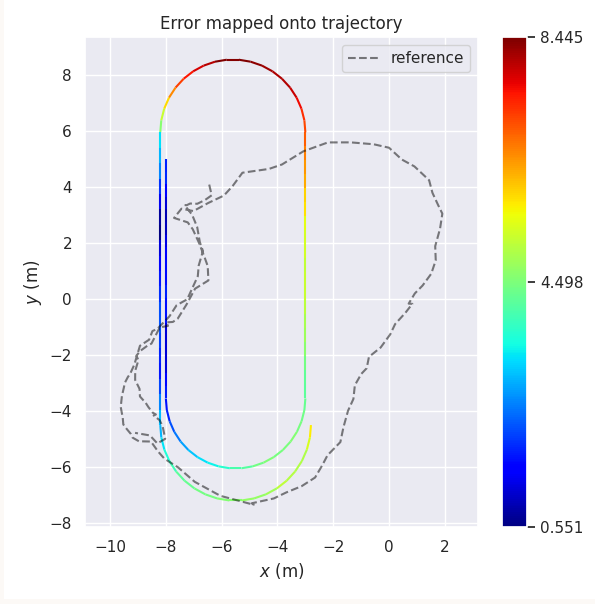 Error mapped onto trajectory
reference
8.445
4.498
0.551
8
6
4
2
0
−2
−4
−6
−8
y (m)
−10 −8 −6 −4 −2 0 2
x (m)